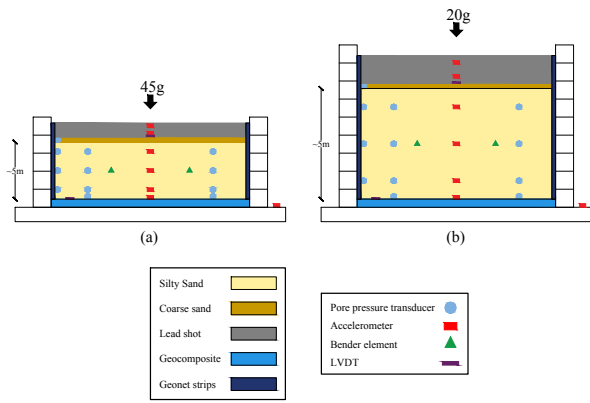 20g
45g
~5m
~5m
(a)
(b)
Silty Sand
Coarse sand
Lead shot
Geocomposite
Geonet strips
Pore pressure transducer
Accelerometer
Bender element
LVDT